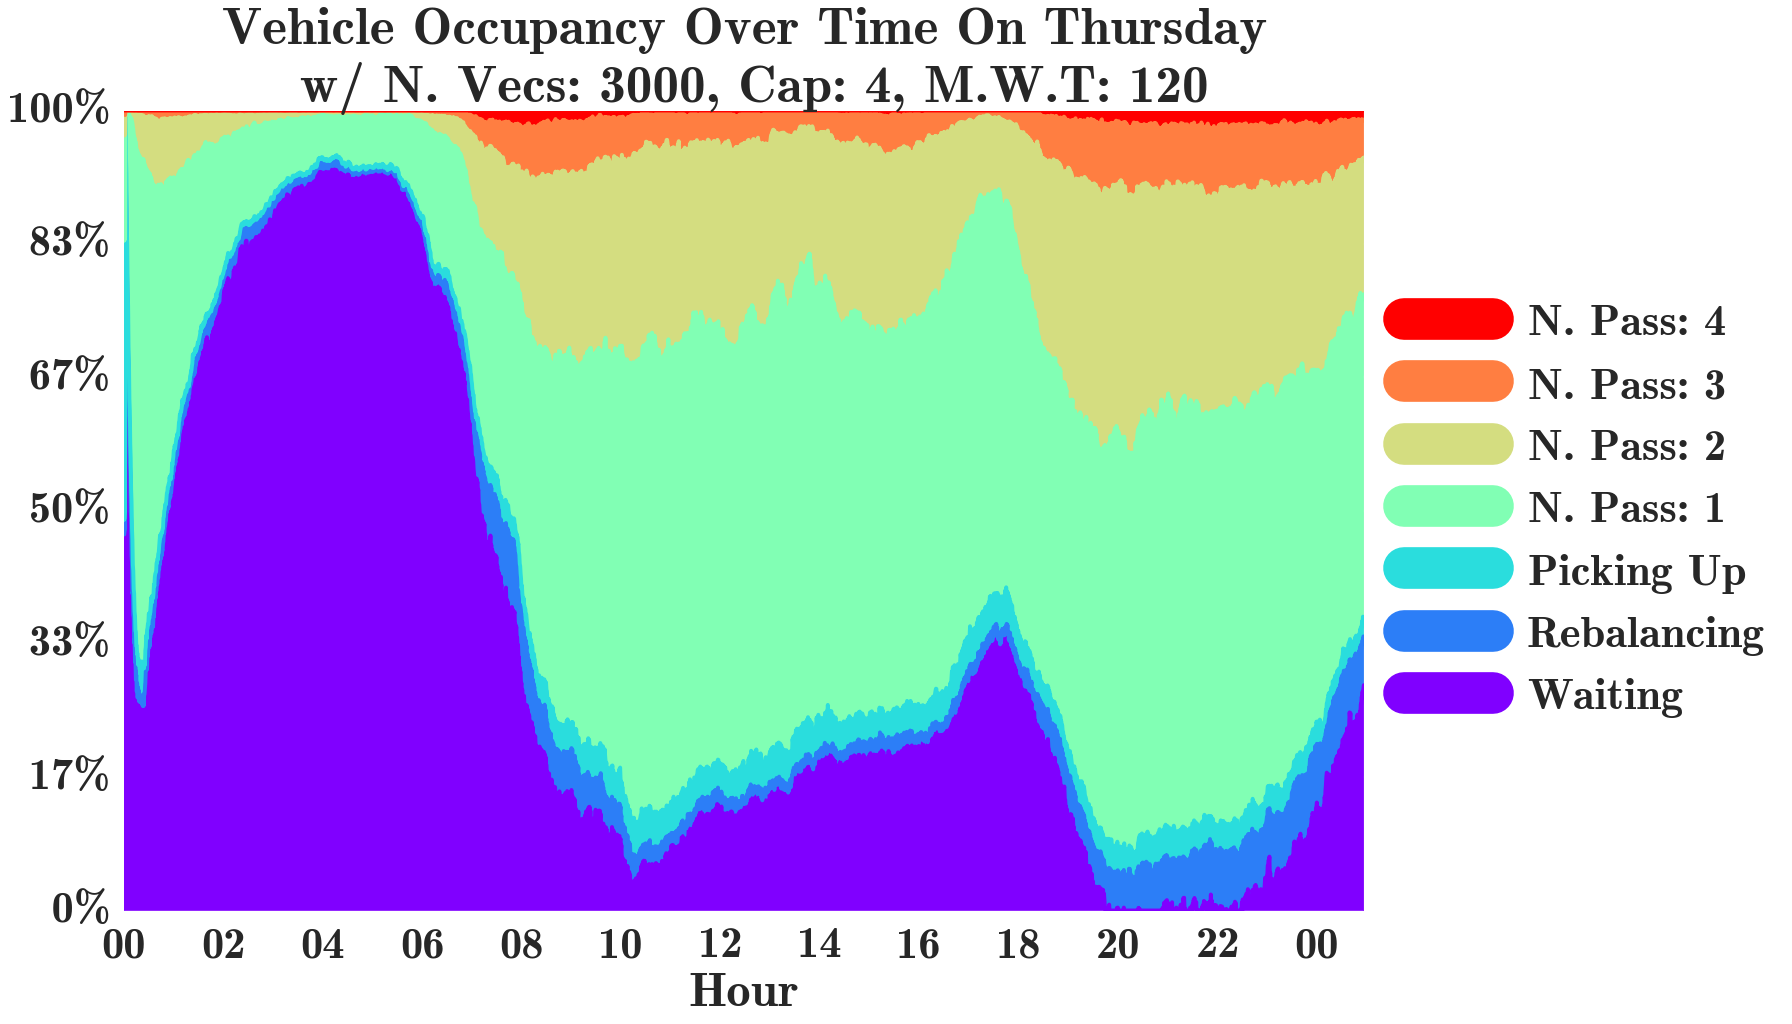 Vehicle Occupancy Over Time On Thursday
w/ N. Vecs: 3000, Cap: 4, M.W.T: 120
100%
83%
67%
50%
33%
17%
0%
00 02 04 06 08 10 12 14 16 18 20 22 00
Hour
N. Pass: 4
N. Pass: 3
N. Pass: 2
N. Pass: 1
Picking Up
Rebalancing
Waiting